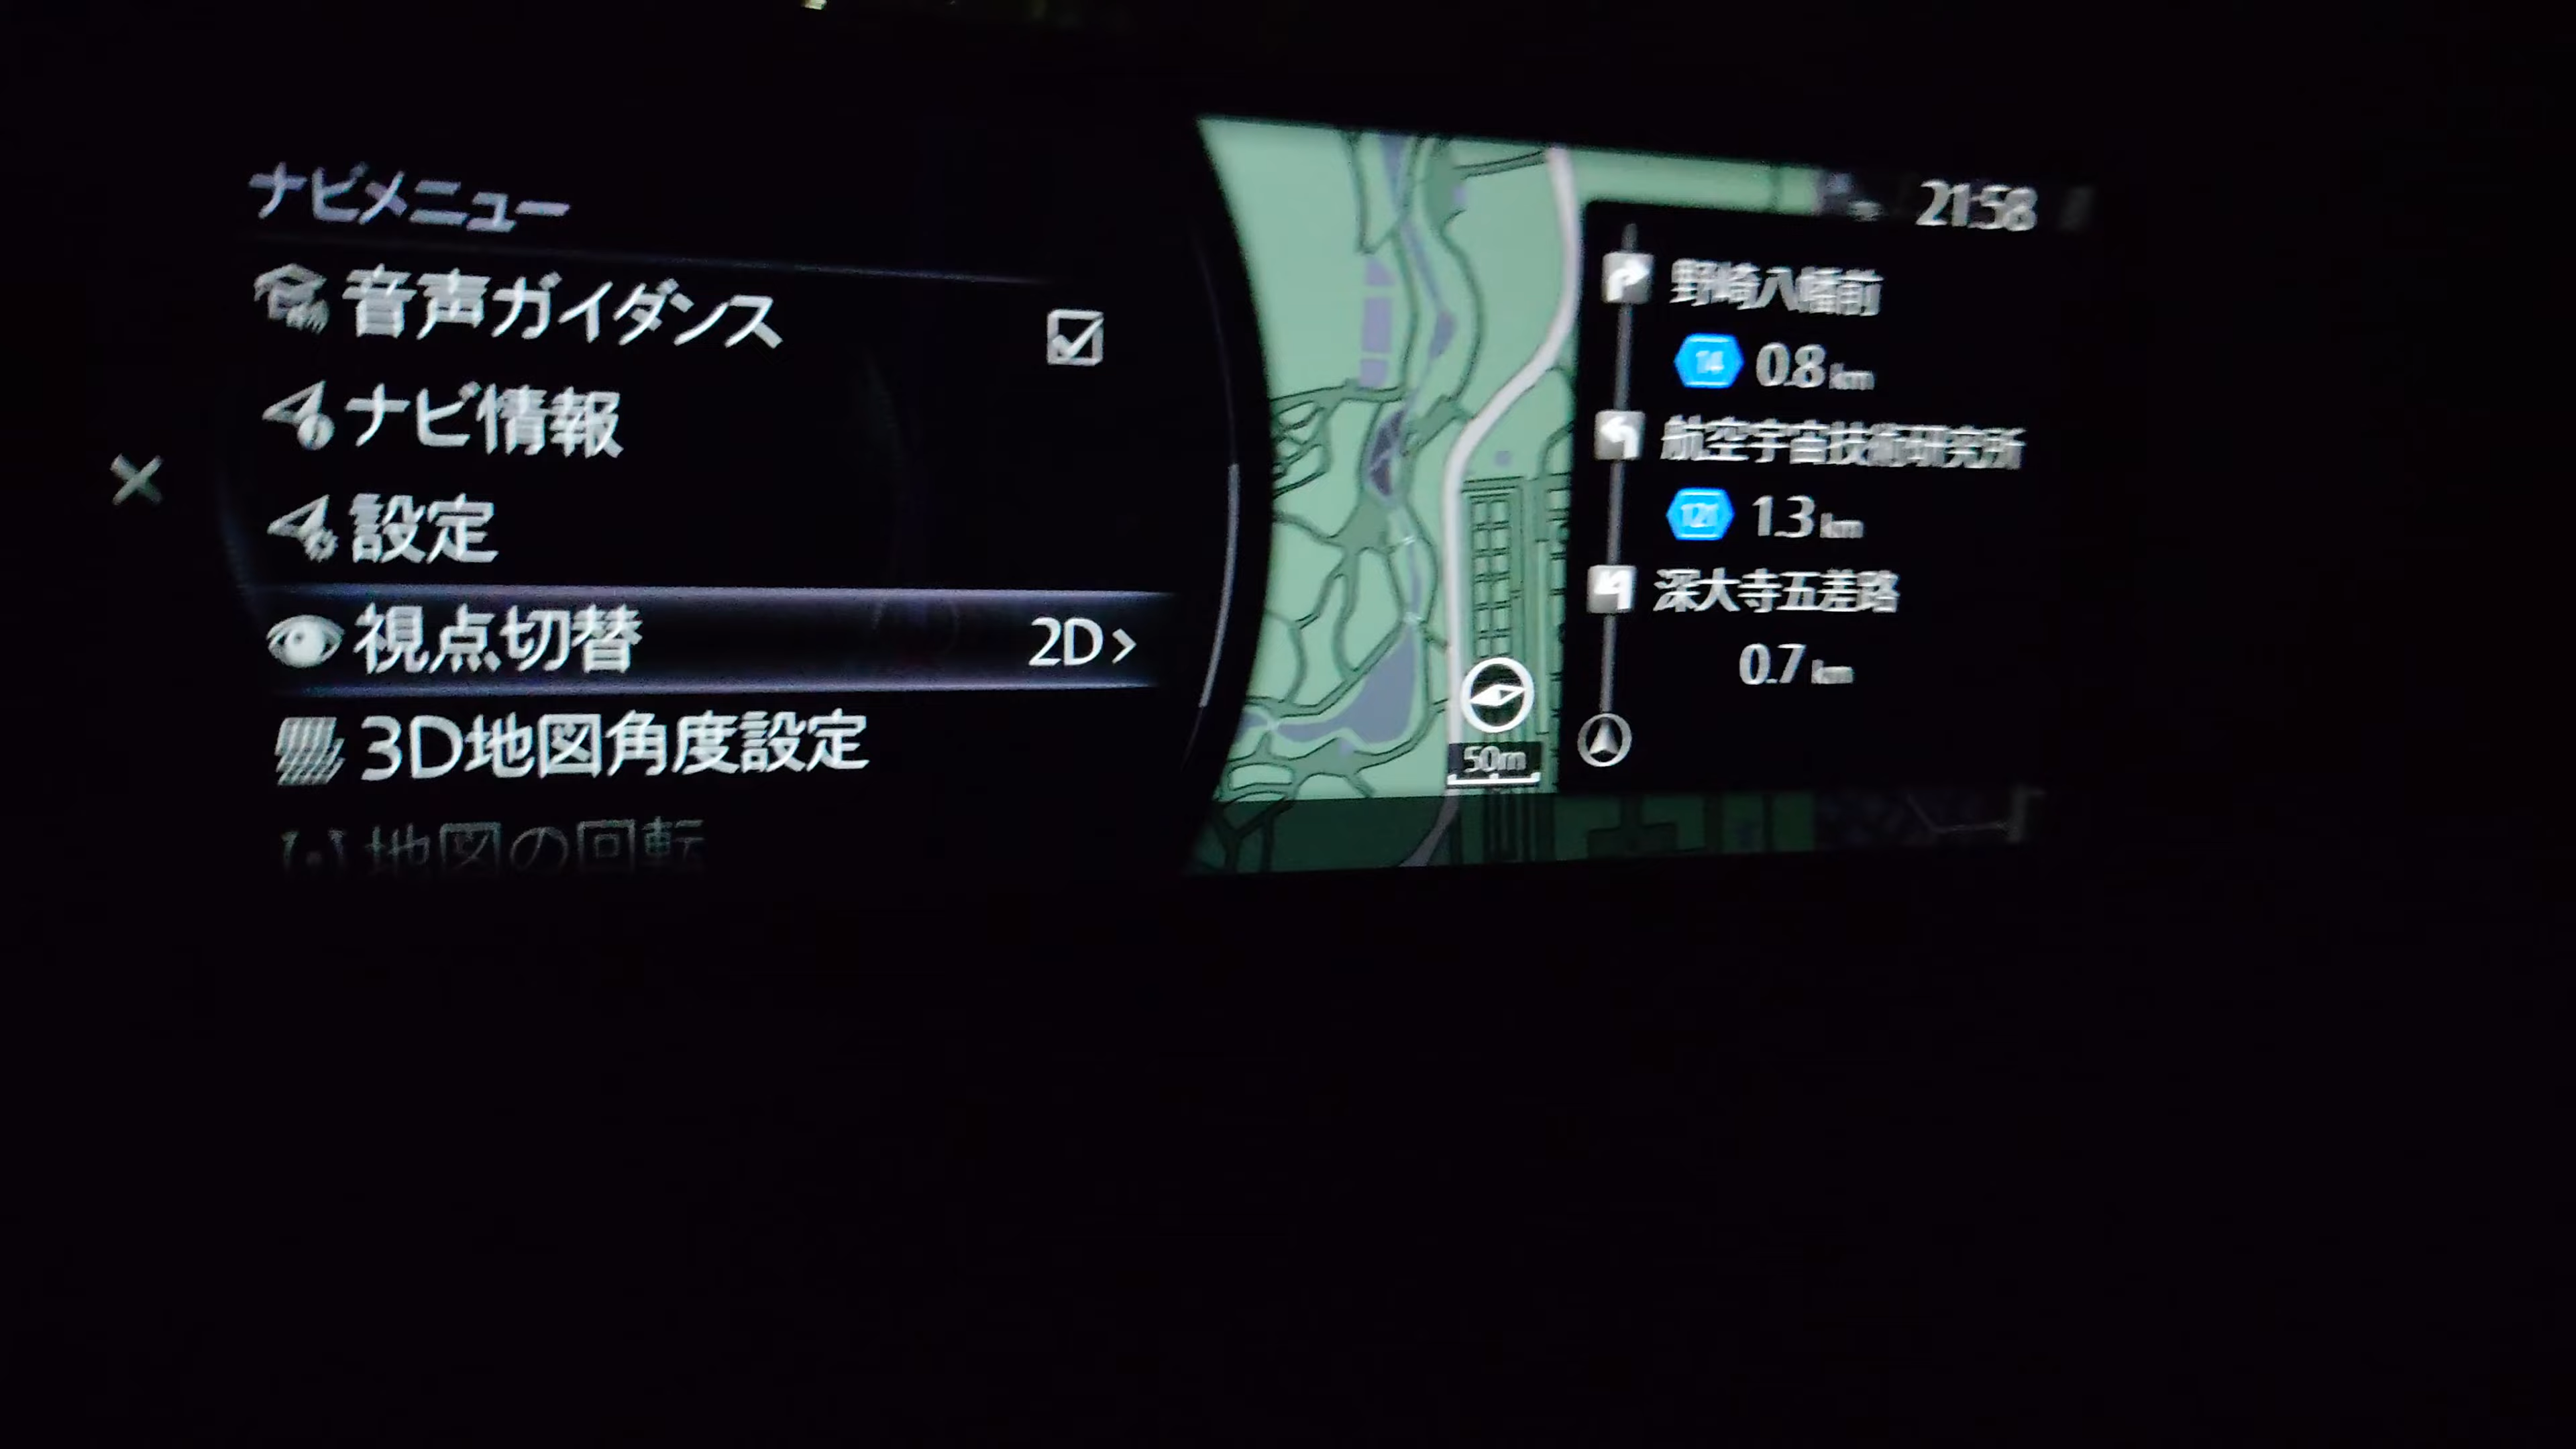 ナビメニュー
音声ガイダンス
ナビ情報
設定
視点切替 2D
3D地図角度設定
地図の回転
21:58
野崎八幡前
14 0.8km
航空宇宙技術研究所
121 1.3km
深大寺五差路
0.7km
50m